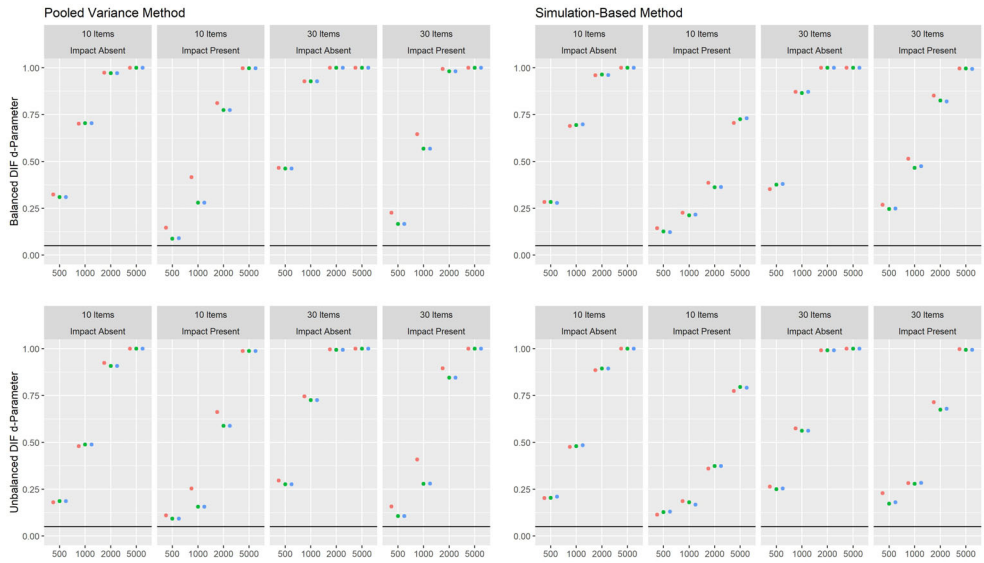 Pooled Variance Method
Simulation-Based Method
10 Items 10 Items 30 Items 30 Items
Impact Absent Impact Present Impact Absent Impact Present
10 Items 10 Items 30 Items 30 Items
Impact Absent Impact Present Impact Absent Impact Present
Balanced DIF d-Parameter
1.00
0.75
0.50
0.25
0.00
1.00
0.75
0.50
0.25
0.00
500 1000 2000 5000 500 1000 2000 5000 500 1000 2000 5000 500 1000 2000 5000
500 1000 2000 5000 500 1000 2000 5000 500 1000 2000 5000 500 1000 2000 5000
10 Items 10 Items 30 Items 30 Items
Impact Absent Impact Present Impact Absent Impact Present
10 Items 10 Items 30 Items 30 Items
Impact Absent Impact Present Impact Absent Impact Present
Unbalanced DIF d-Parameter
1.00
0.75
0.50
0.25
0.00
1.00
0.75
0.50
0.25
0.00
500 1000 2000 5000 500 1000 2000 5000 500 1000 2000 5000 500 1000 2000 5000
500 1000 2000 5000 500 1000 2000 5000 500 1000 2000 5000 500 1000 2000 5000